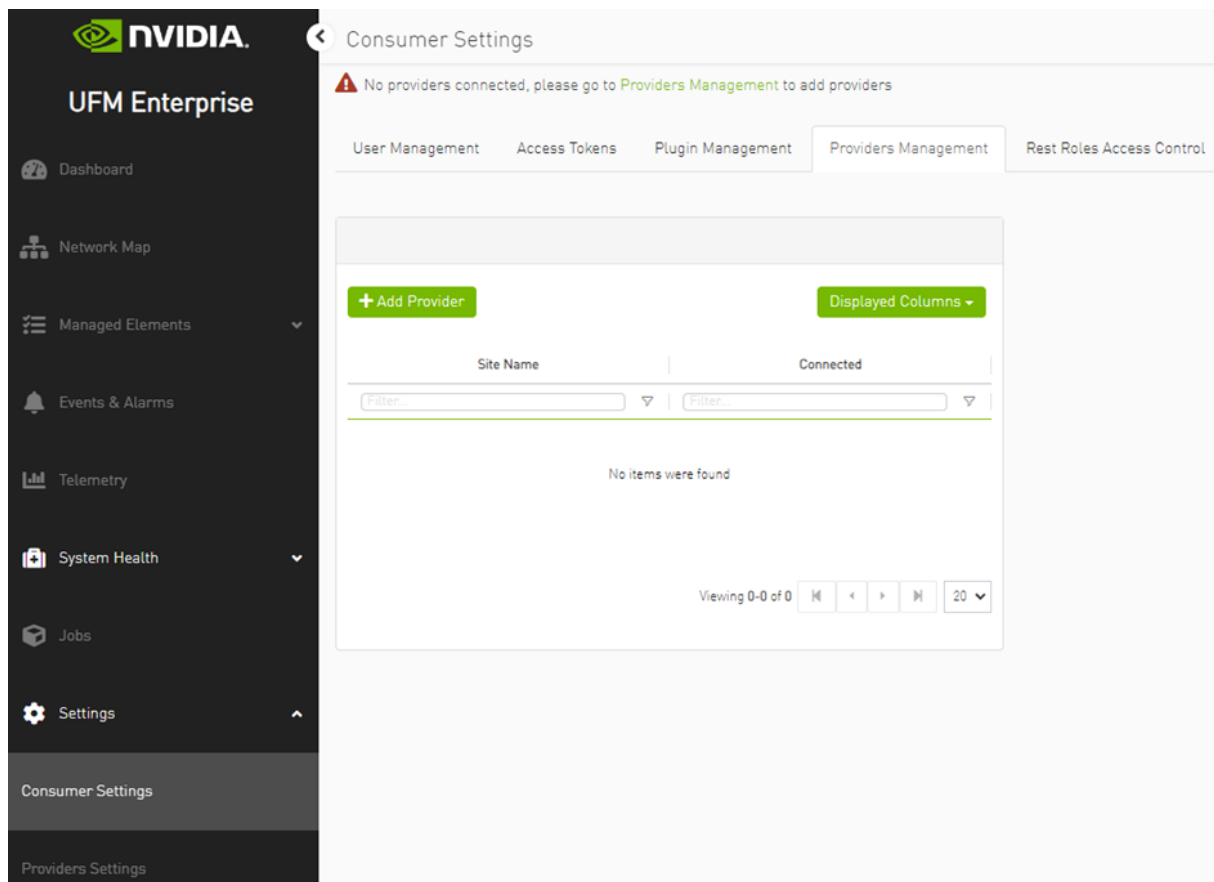 NVIDIA.
UFM Enterprise
Dashboard
Network Map
Managed Elements
Events & Alarms
Telemetry
System Health
Jobs
Settings
Consumer Settings
Providers Settings
Consumer Settings
No providers connected, please go to Providers Management to add providers
User Management Access Tokens Plugin Management Providers Management Rest Roles Access Control
Add Provider Displayed Columns
Site Name Connected
Filter... Filter...
No items were found
Viewing 0-0 of 0 20